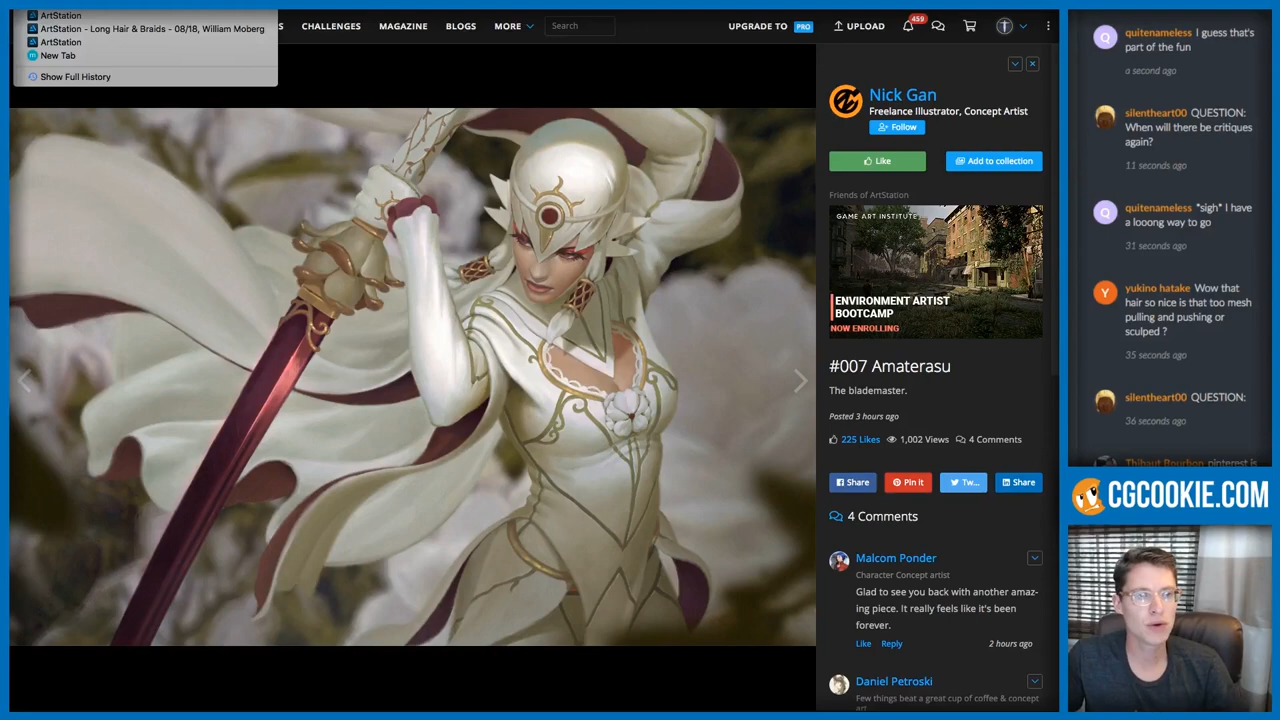 ArtStation
ArtStation - Long Hair & Braids - 08/18, William Moberg
ArtStation
New Tab
Show Full History
S
CHALLENGES
MAGAZINE
BLOGS
MORE
Search
UPGRADE TO PRO
UPLOAD
459
Nick Gan
Freelance Illustrator, Concept Artist
Follow
Like
Add to collection
Friends of ArtStation
GAME ART INSTITUTE
ENVIRONMENT ARTIST
BOOTCAMP
NOW ENROLLING
#007 Amaterasu
The blademaster.
Posted 3 hours ago
225 Likes 1,002 Views 4 Comments
Share
Pin it
Tw...
Share
4 Comments
Malcom Ponder
Character Concept artist
Glad to see you back with another amaz-
ing piece. It really feels like it's been
forever.
Like Reply 2 hours ago
Daniel Petroski
Few things beat a great cup of coffee & concept
art
Q
quitenameless I guess that's
part of the fun
a second ago
silentheart00 QUESTION:
When will there be critiques
again?
11 seconds ago
Q
quitenameless *sigh* I have
a looong way to go
31 seconds ago
Y
yukino hatake Wow that
hair so nice is that too mesh
pulling and pushing or
sculped ?
35 seconds ago
silentheart00 QUESTION:
36 seconds ago
Thibaut Bourbon pinterest is
CGCOOKIE.COM